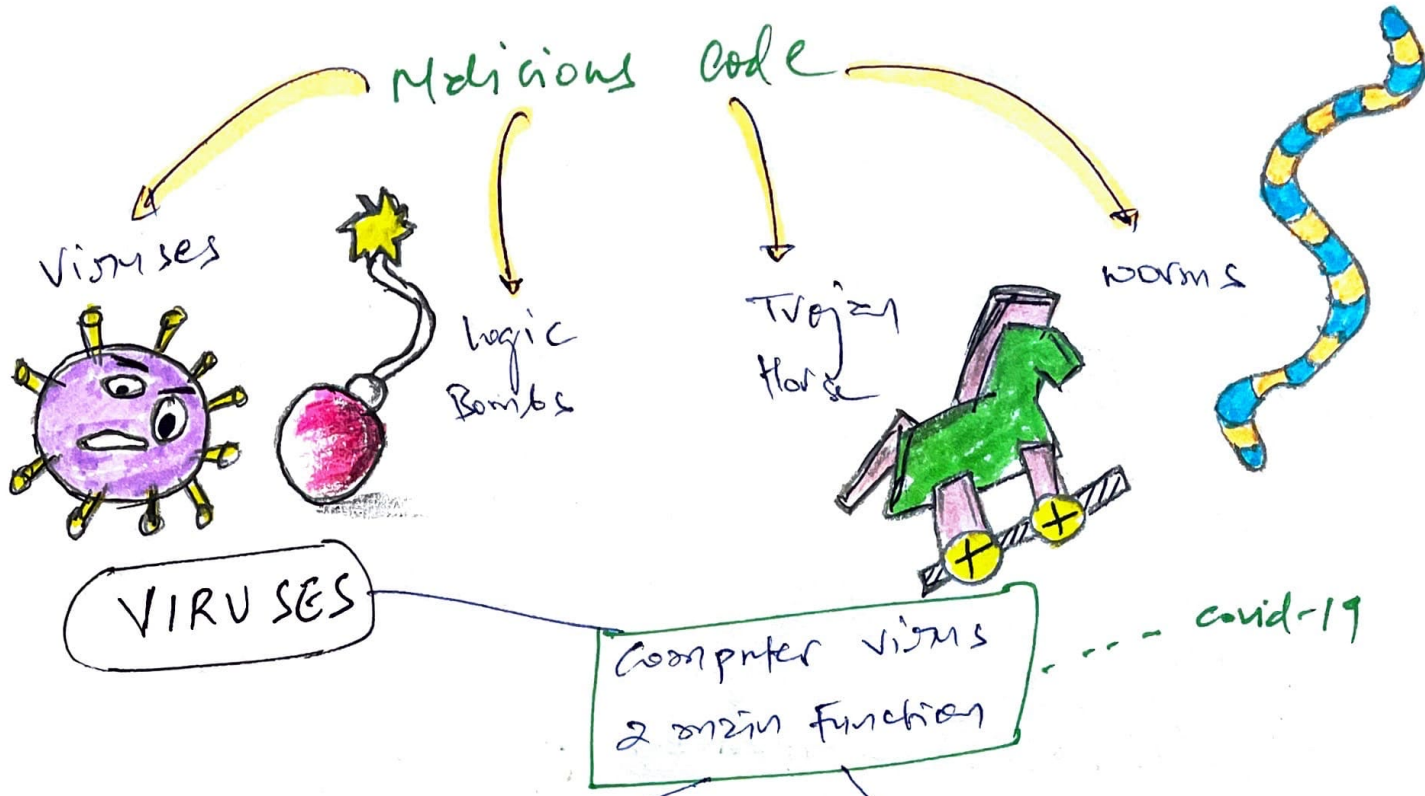 Malicious code
Viruses
Logic
Bombs
Trojan
Horse
worms
VIRUSES
Computer virus
2 main Function
covid-19